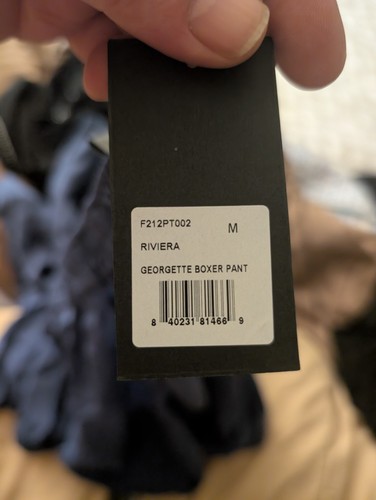 F212PT002 M
RIVIERA
GEORGETTE BOXER PANT
8 40231 81466 9